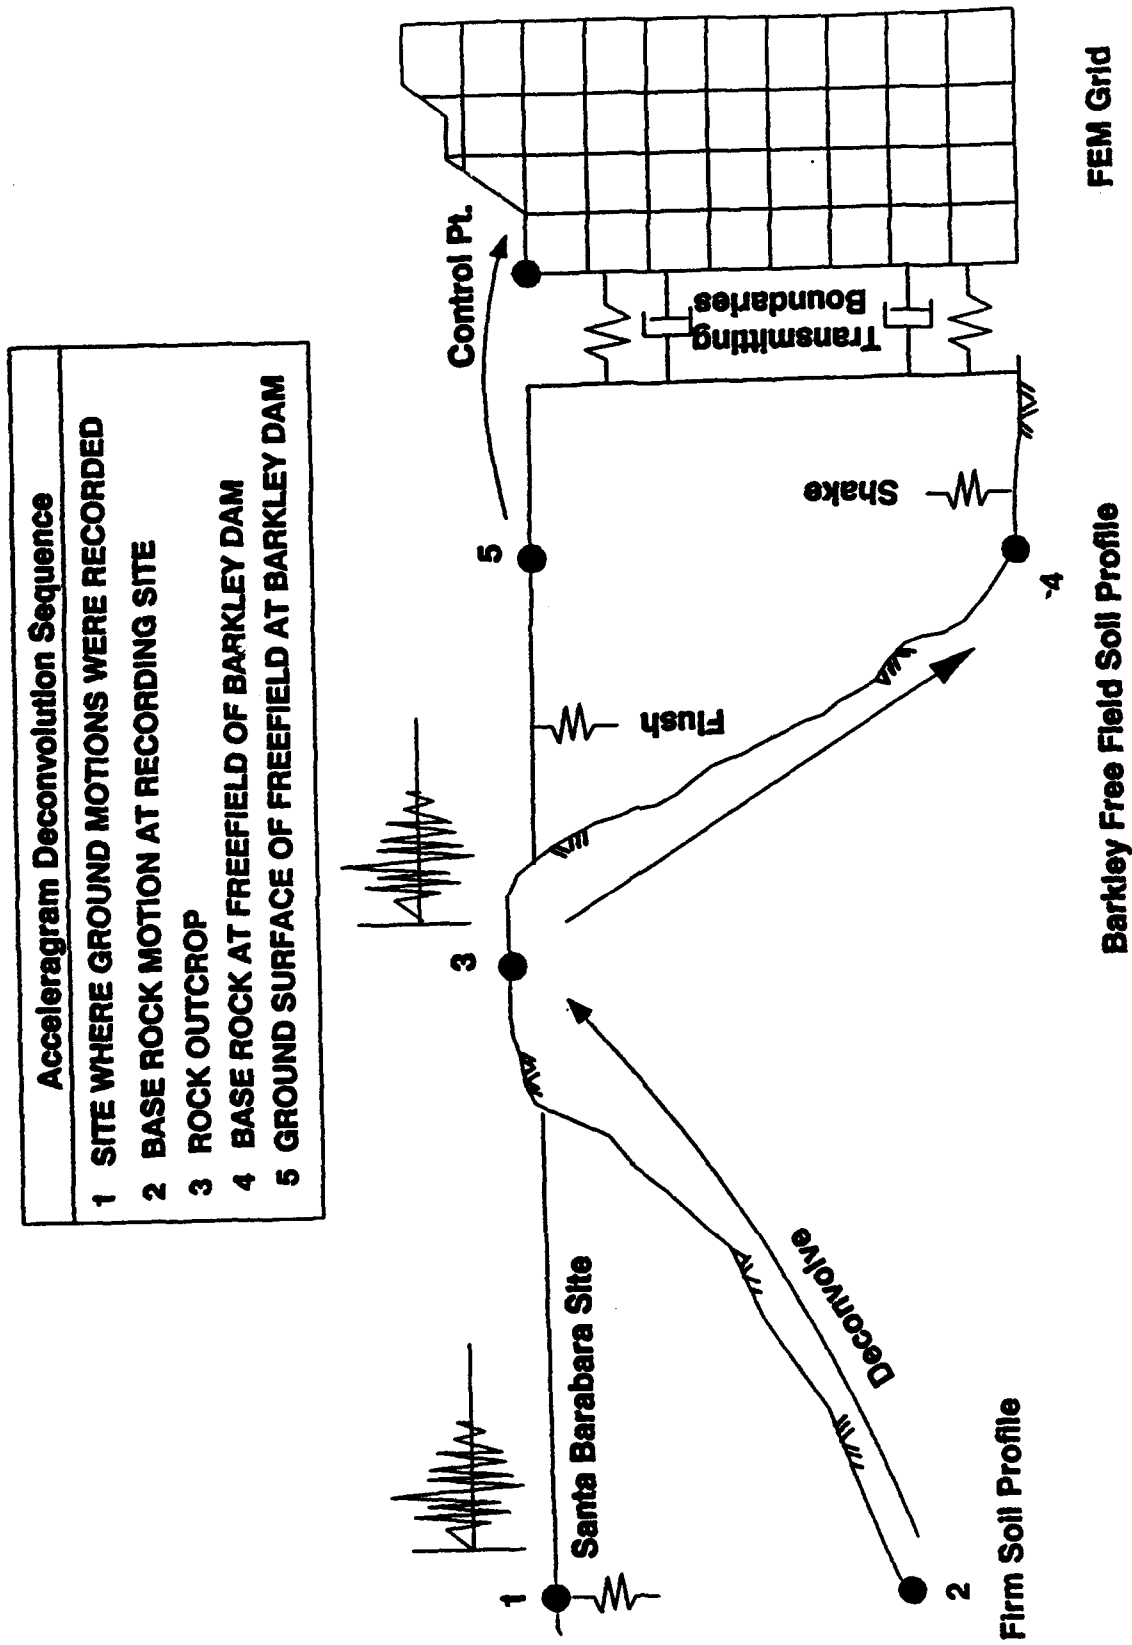 Acceleragram Deconvolution Sequence
1 SITE WHERE GROUND MOTIONS WERE RECORDED
2 BASE ROCK MOTION AT RECORDING SITE
3 ROCK OUTCROP
4 BASE ROCK AT FREEFIELD OF BARKLEY DAM
5 GROUND SURFACE OF FREEFIELD AT BARKLEY DAM
1
Santa Barabara Site
2
Firm Soil Profile
Deconvolve
3
Flush
5
4
Shake
Barkley Free Field Soil Profile
Control Pt.
Transmitting
Boundaries
FEM Grid